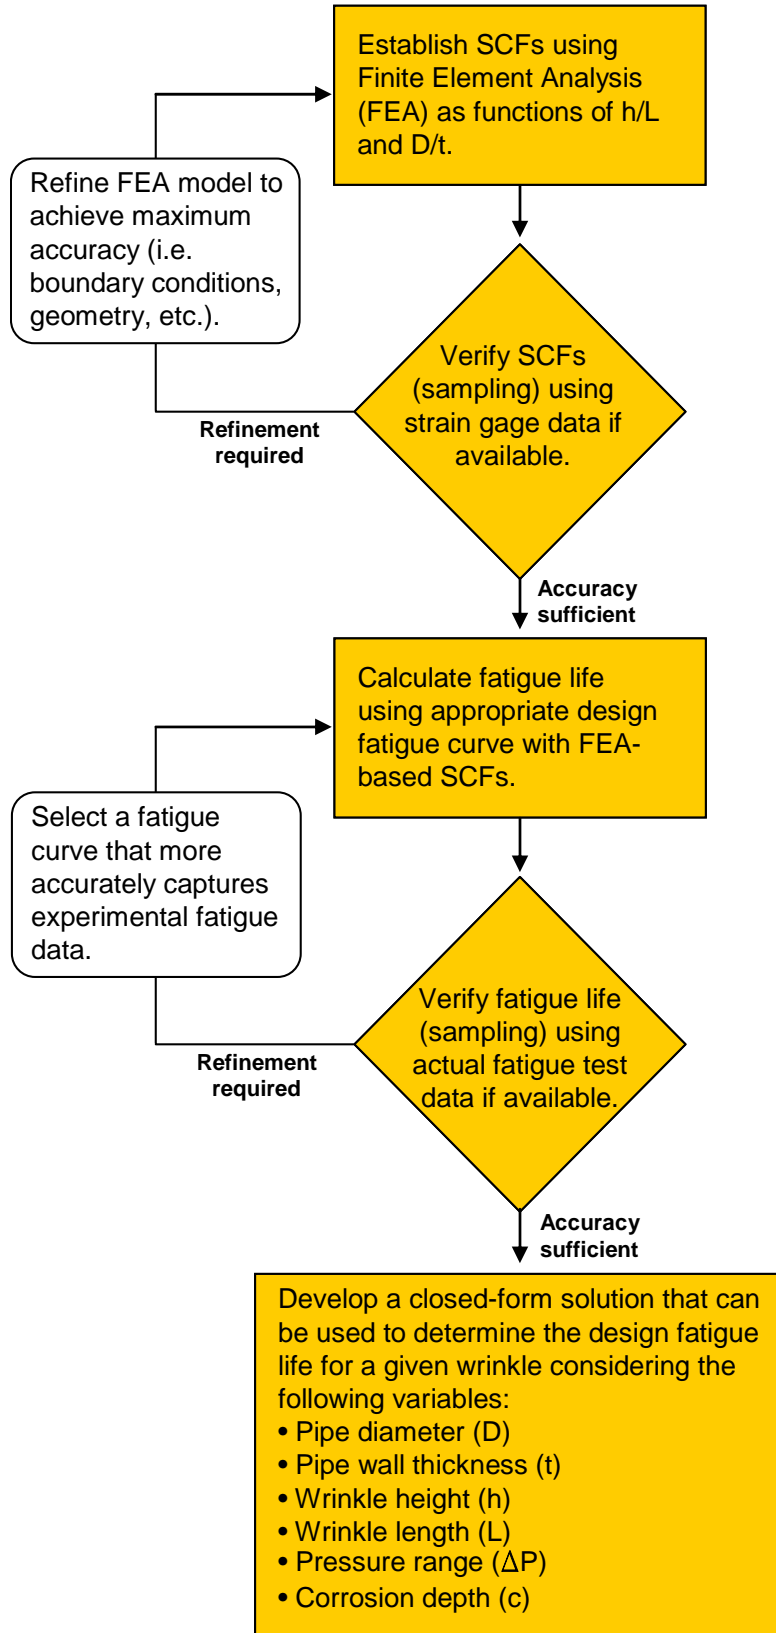 Establish SCFs using
Finite Element Analysis
(FEA) as functions of h/L
and D/t.
Refine FEA model to
achieve maximum
accuracy (i.e.
boundary conditions,
geometry, etc.).
Verify SCFs
(sampling) using
strain gage data if
available.
Refinement
required
Accuracy
sufficient
Calculate fatigue life
using appropriate design
fatigue curve with FEA-
based SCFs.
Select a fatigue
curve that more
accurately captures
experimental fatigue
data.
Verify fatigue life
(sampling) using
actual fatigue test
data if available.
Refinement
required
Accuracy
sufficient
Develop a closed-form solution that can
be used to determine the design fatigue
life for a given wrinkle considering the
following variables:
• Pipe diameter (D)
• Pipe wall thickness (t)
• Wrinkle height (h)
• Wrinkle length (L)
• Pressure range (ΔP)
• Corrosion depth (c)